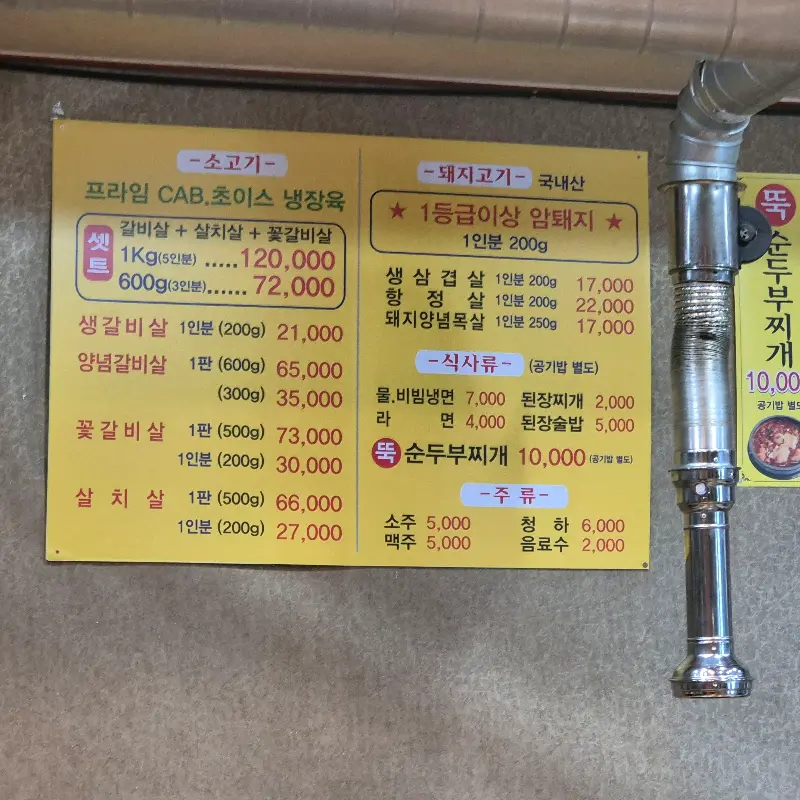 -소고기-
프라임 CAB.초이스 냉장육
셋트
갈비살 + 살치살 + 꽃갈비살
1Kg(5인분) ..... 120,000
600g(3인분)...... 72,000
생갈비살 1인분 (200g) 21,000
양념갈비살 1판 (600g) 65,000
(300g) 35,000
꽃갈비살 1판 (500g) 73,000
1인분 (200g) 30,000
살치살 1판 (500g) 66,000
1인분 (200g) 27,000
-돼지고기- 국내산
★ 1등급이상 암퇘지 ★
1인분 200g
생삼겹살 1인분 200g 17,000
항정살 1인분 200g 22,000
돼지양념목살 1인분 250g 17,000
-식사류- (공기밥 별도)
물.비빔냉면 7,000 된장찌개 2,000
라면 4,000 된장술밥 5,000
뚝 순두부찌개 10,000 (공기밥 별도)
-주류-
소주 5,000 청하 6,000
맥주 5,000 음료수 2,000
뚝
순두부찌개
10,00
공기밥 별